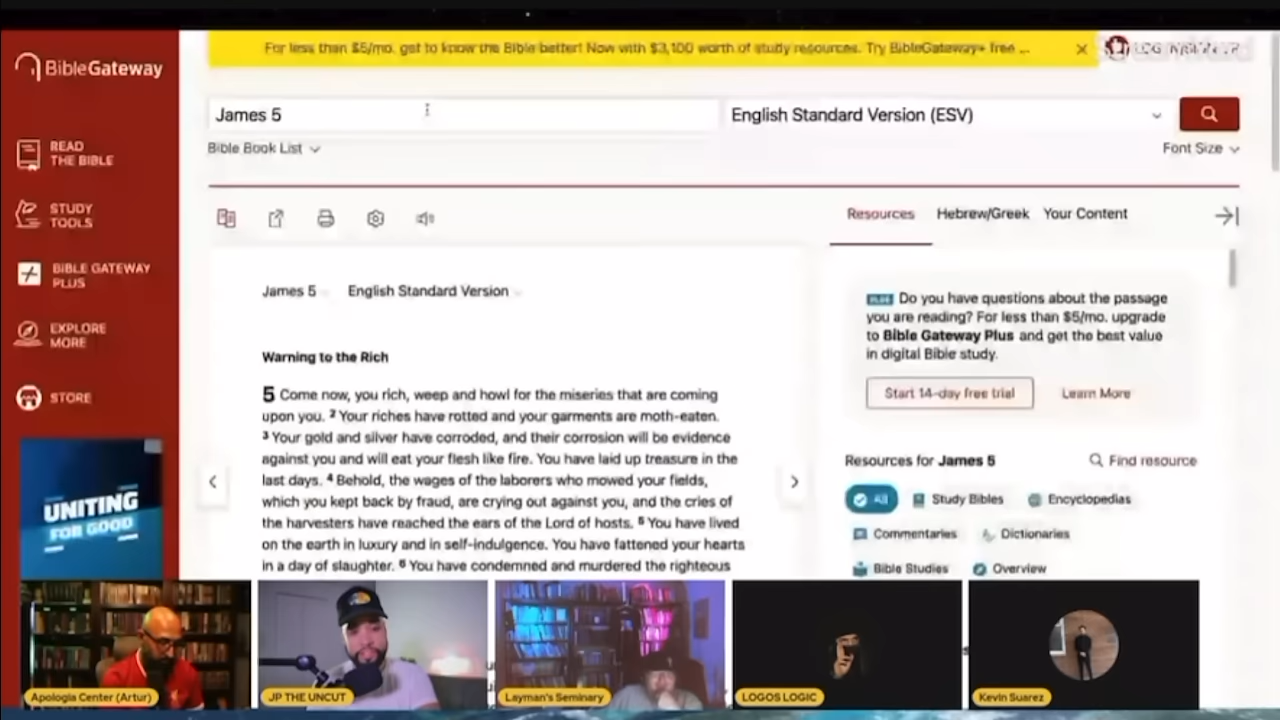 BibleGateway
For less than $5/mo. get to know the Bible better! Now with $3,100 worth of study resources. Try BibleGateway+ free ...
James 5
English Standard Version (ESV)
Bible Book List
Font Size
READ
THE BIBLE
STUDY
TOOLS
BIBLE GATEWAY
PLUS
EXPLORE
MORE
STORE
UNITING
FOR GOOD
Resources Hebrew/Greek Your Content
James 5 English Standard Version
Warning to the Rich
5 Come now, you rich, weep and howl for the miseries that are coming
upon you. 2 Your riches have rotted and your garments are moth-eaten.
3 Your gold and silver have corroded, and their corrosion will be evidence
against you and will eat your flesh like fire. You have laid up treasure in the
last days. 4 Behold, the wages of the laborers who mowed your fields,
which you kept back by fraud, are crying out against you, and the cries of
the harvesters have reached the ears of the Lord of hosts. 5 You have lived
on the earth in luxury and in self-indulgence. You have fattened your hearts
in a day of slaughter. 6 You have condemned and murdered the righteous
Do you have questions about the passage
you are reading? For less than $5/mo. upgrade
to Bible Gateway Plus and get the best value
in digital Bible study.
Start 14-day free trial
Learn More
Resources for James 5
Find resource
Study Bibles
Encyclopedias
Commentaries
Dictionaries
Bible Studies
Overview
Apologia Center (Artur)
JP THE UNCUT
Layman's Seminary
LOGOS LOGIC
Kevin Suarez